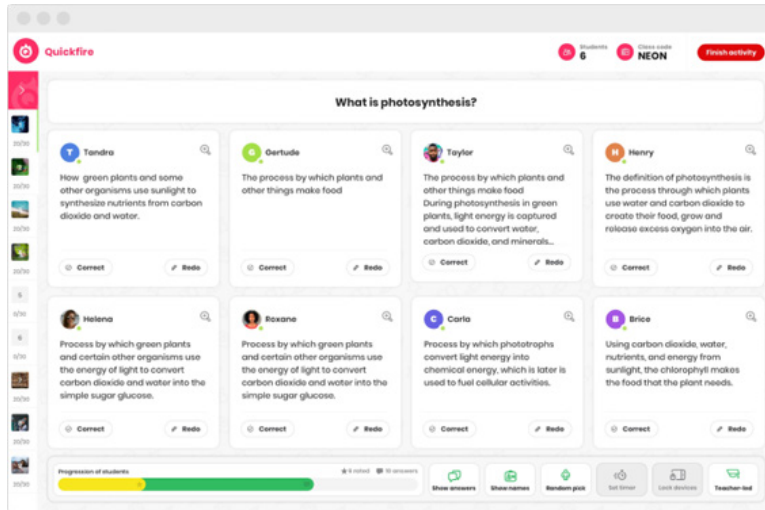 Quickfire
Students
6
Class code
NEON
Finish activity
What is photosynthesis?
Tandra
How green plants and some
other organisms use sunlight to
synthesize nutrients from carbon
dioxide and water.
Correct
Redo
Gertude
The process by which plants and
other things make food
Correct
Redo
Taylor
The process by which plants and
other things make food
During photosynthesis in green
plants, light energy is captured
and used to convert water,
carbon dioxide, and minerals...
Correct
Redo
Henry
The definition of photosynthesis is
the process through which plants
use water and carbon dioxide to
create their food, grow and
release excess oxygen into the air.
Correct
Redo
Helena
Process by which green plants
and certain other organisms use
the energy of light to convert
carbon dioxide and water into the
simple sugar glucose.
Correct
Redo
Roxane
Process by which green plants
and certain other organisms use
the energy of light to convert
carbon dioxide and water into the
simple sugar glucose.
Correct
Redo
Carla
Process by which phototrophs
convert light energy into
chemical energy, which is later is
used to fuel cellular activities.
Correct
Redo
Brice
Using carbon dioxide, water,
nutrients, and energy from
sunlight, the chlorophyll makes
the food that the plant needs.
Correct
Redo
Progression of students
Show answers
Show names
Random pick
Set timer
Lock devices
Teacher-led